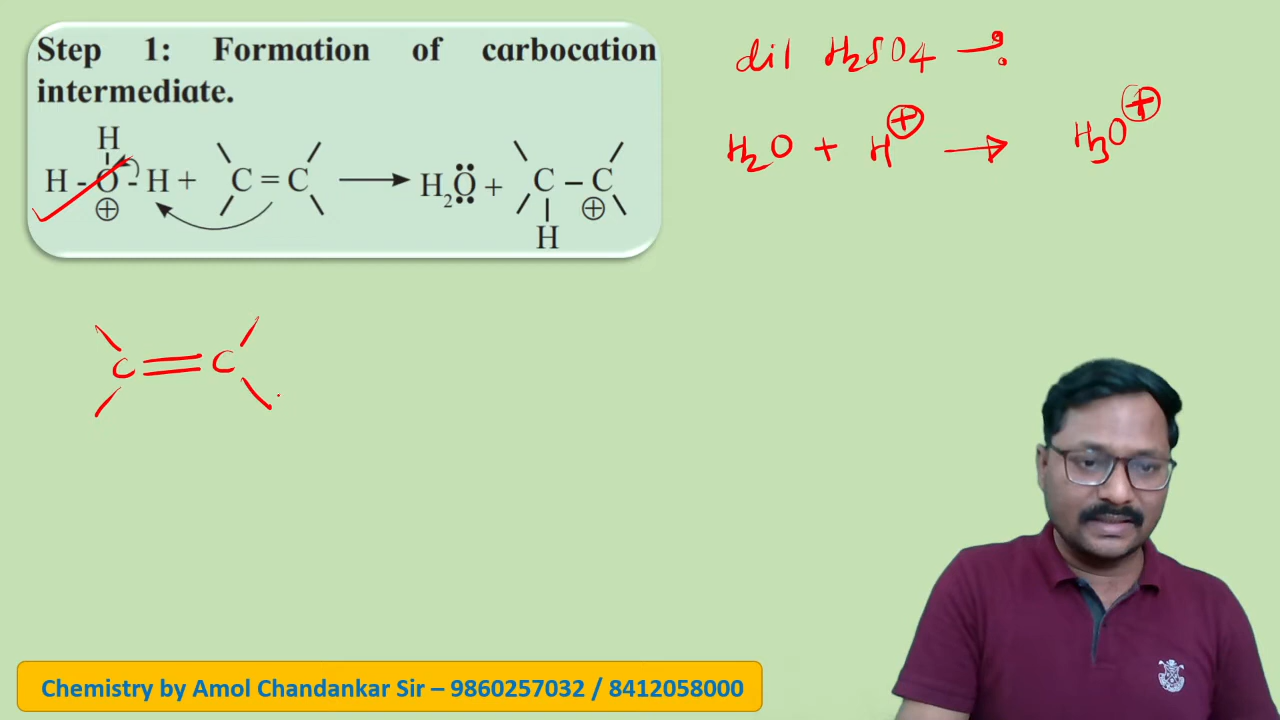 Step 1: Formation of carbocation
intermediate.
H
H - O - H + C = C ⟶ H₂O + C – C
⊕ ⊕
H
dil H₂SO₄ →?
H₂O + H⊕ → H₃O⊕
C = C
Chemistry by Amol Chandankar Sir – 9860257032 / 8412058000